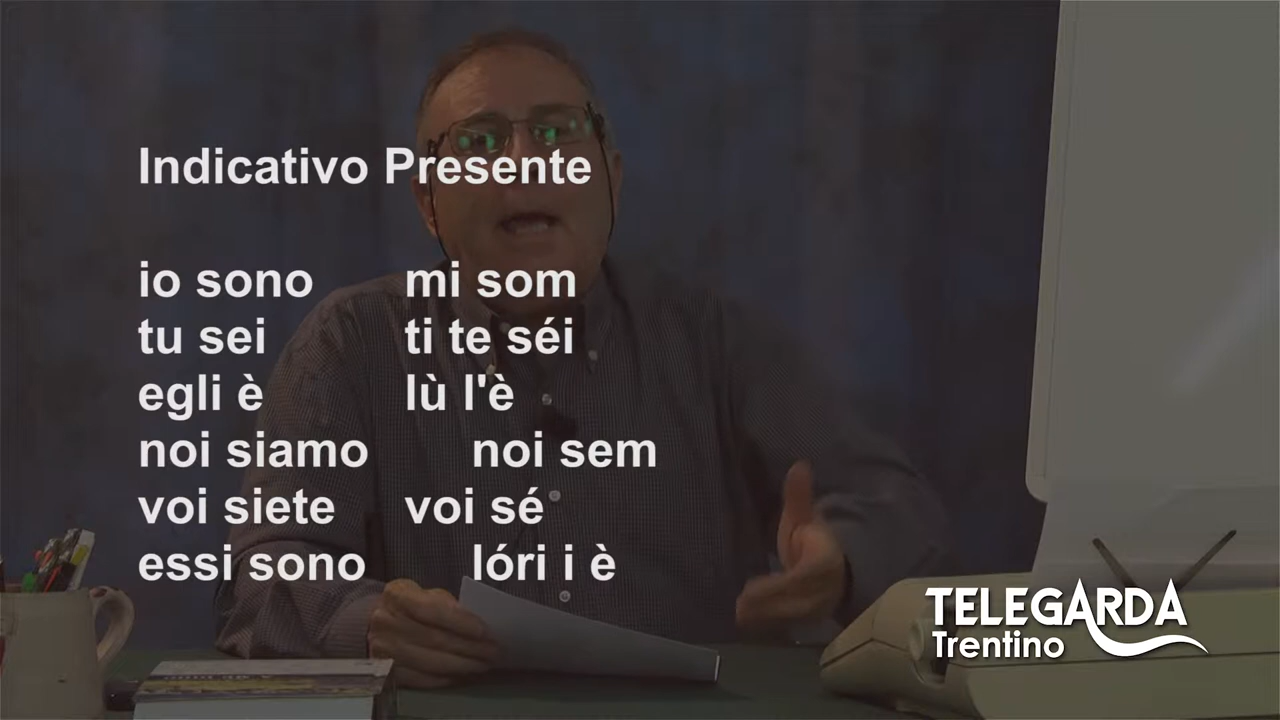 Indicativo Presente
io sono mi som
tu sei ti te séi
egli è lù l'è
noi siamo noi sem
voi siete voi sé
essi sono lóri i è
TELEGARDA
Trentino